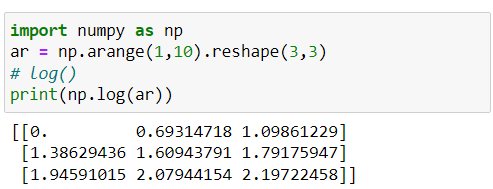 import numpy as np
ar = np.arange(1,10).reshape(3,3)
# log()
print(np.log(ar))
[[0.         0.69314718 1.09861229]
 [1.38629436 1.60943791 1.79175947]
 [1.94591015 2.07944154 2.19722458]]